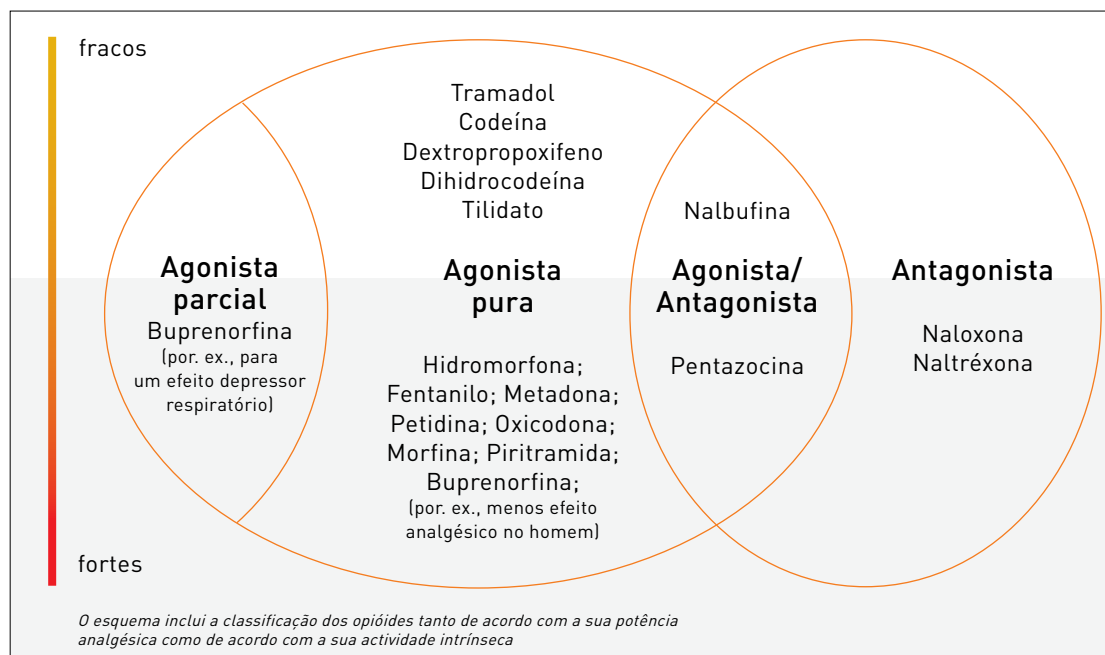 fracos
Tramadol
Codeína
Dextropropoxifeno
Dihidrocodeína
Tilidato
Nalbufina
Agonista
parcial
Buprenorfina
(por. ex., para
um efeito depressor
respiratório)
Agonista
pura
Hidromorfona;
Fentanilo; Metadona;
Petidina; Oxicodona;
Morfina; Piritramida;
Buprenorfina;
(por. ex., menos efeito
analgésico no homem)
Agonista/
Antagonista
Pentazocina
Antagonista
Naloxona
Naltréxona
fortes
O esquema inclui a classificação dos opióides tanto de acordo com a sua potência
analgésica como de acordo com a sua actividade intrínseca